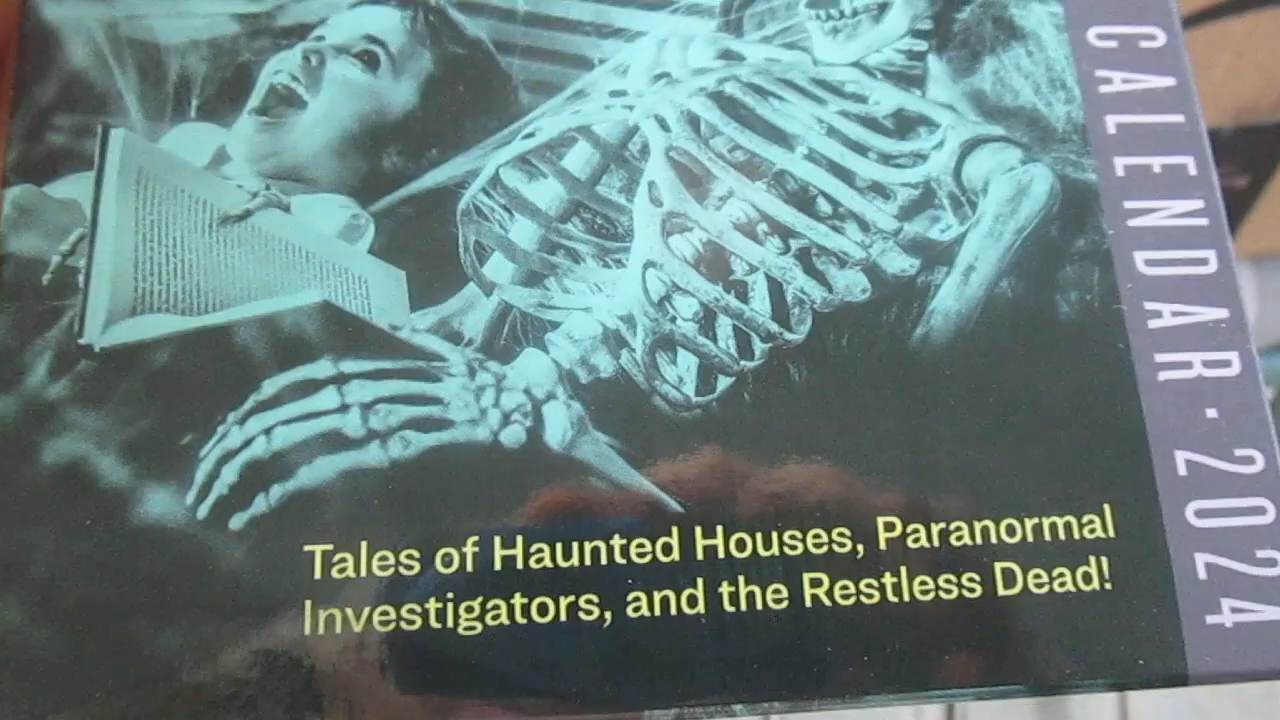 Tales of Haunted Houses, Paranormal
Investigators, and the Restless Dead!
CALENDAR · 2024